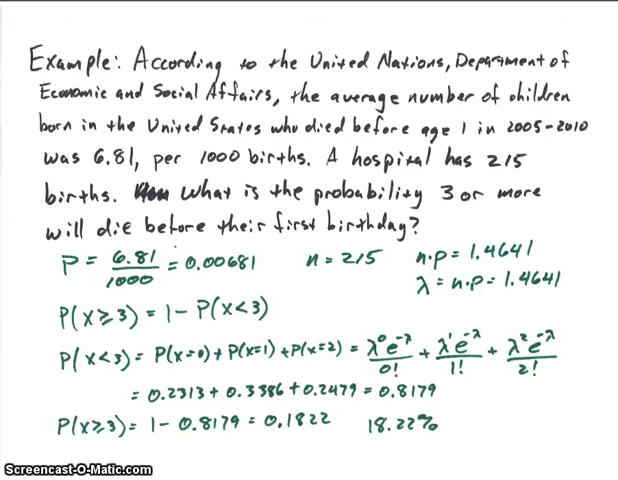 Example: According to the United Nations, Department of
Economic and Social Affairs, the average number of children
born in the United States who died before age 1 in 2005-2010
was 6.81, per 1000 births. A hospital has 215
births. What is the probability 3 or more
will die before their first birthday?
P = 6.81/1000 = 0.00681 n = 215 n·p = 1.4641
λ = n·p = 1.4641
P(x≥3) = 1 - P(x<3)
P(x<3) = P(x=0) + P(x=1) + P(x=2) = λ⁰e^-λ/0! + λ¹e^-λ/1! + λ²e^-λ/2!
= 0.2313 + 0.3386 + 0.2479 = 0.8179
P(x≥3) = 1 - 0.8179 = 0.1822 18.22%
Screencast-O-Matic.com